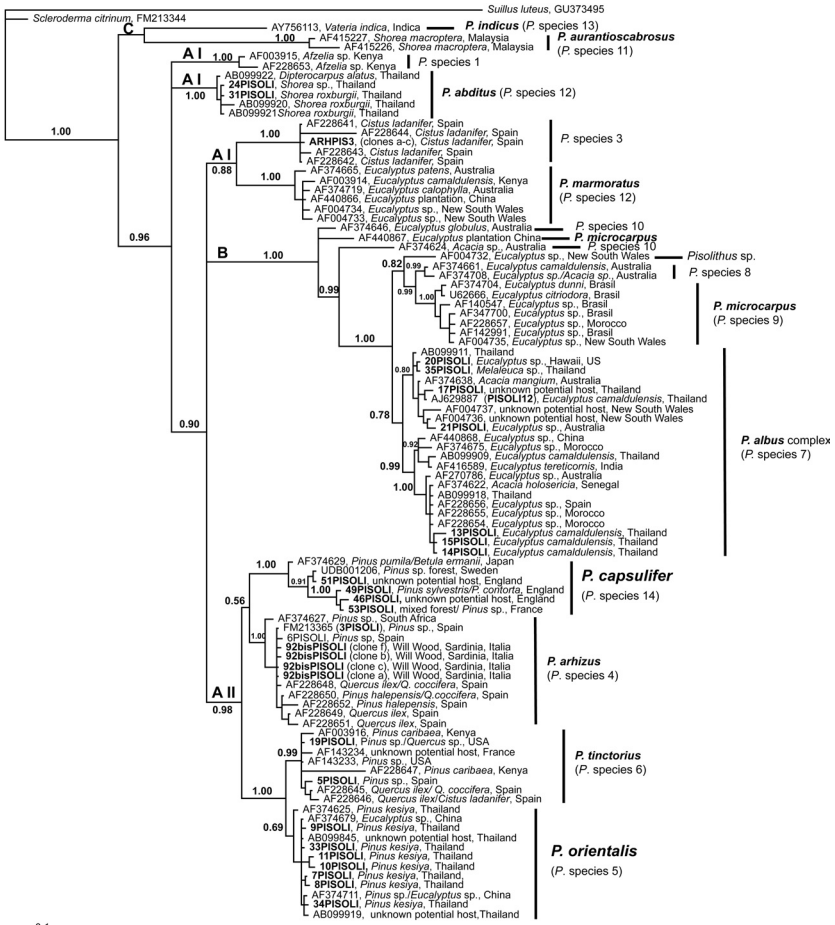 Suillus luteus, GU373495
Scleroderma citrinum, FM213344
C
AY756113, Vateria indica, Indica
P. indicus (P. species 13)
1.00
AF415227, Shorea macroptera, Malaysia
AF415226, Shorea macroptera, Malaysia
P. aurantioscabrosus
(P. species 11)
A I
1.00
AF003915, Afzelia sp. Kenya
AF228653, Afzelia sp. Kenya
P. species 1
A I
1.00
AB099922, Dipterocarpus alatus, Thailand
24PISOLI, Shorea sp., Thailand
31PISOLI, Shorea roxburgii, Thailand
AB099920, Shorea roxburgii, Thailand
AB099921Shorea roxburgii, Thailand
P. abditus (P. species 12)
1.00
A I
0.88
1.00
AF228641, Cistus ladanifer, Spain
AF228644, Cistus ladanifer, Spain
ARHPIS3, (clones a-c), Cistus ladanifer, Spain
AF228643, Cistus ladanifer, Spain
AF228642, Cistus ladanifer, Spain
P. species 3
1.00
AF374665, Eucalyptus patens, Australia
AF003914, Eucalyptus camaldulensis, Kenya
AF374719, Eucalyptus calophylla, Australia
AF440866, Eucalyptus plantation, China
AF004734, Eucalyptus sp., New South Wales
AF004733, Eucalyptus sp., New South Wales
P. marmoratus
(P. species 12)
0.96
B
1.00
AF374646, Eucalyptus globulus, Australia
P. species 10
AF440867, Eucalyptus plantation China
P. microcarpus
0.99
AF374624, Acacia sp., Australia
P. species 10
1.00
0.82
AF004732, Eucalyptus sp., New South Wales
Pisolithus sp.
0.99
AF374661, Eucalyptus camaldulensis, Australia
AF374708, Eucalyptus sp./Acacia sp., Australia
P. species 8
0.99
1.00
AF374704, Eucalyptus dunni, Brasil
U62666, Eucalyptus citriodora, Brasil
AF140547, Eucalyptus sp., Brasil
AF347700, Eucalyptus sp., Brasil
AF228657, Eucalyptus sp., Morocco
AF142991, Eucalyptus sp., Brasil
AF004735, Eucalyptus sp., New South Wales
P. microcarpus
(P. species 9)
0.78
0.80
AB099911, Thailand
20PISOLI, Eucalyptus sp., Hawaii, US
35PISOLI, Melaleuca sp., Thailand
AF374638, Acacia mangium, Australia
17PISOLI, unknown potential host, Thailand
AJ629887 (PISOLI12), Eucalyptus camaldulensis, Thailand
AF004737, unknown potential host, New South Wales
AF004736, unknown potential host, New South Wales
21PISOLI, Eucalyptus sp., Australia
0.99
0.92
AF440868, Eucalyptus sp., China
AF374675, Eucalyptus sp., Morocco
AB099909, Eucalyptus camaldulensis, Thailand
AF416589, Eucalyptus tereticornis, India
1.00
AF270786, Eucalyptus sp., Australia
AF374622, Acacia holosericia, Senegal
AB099918, Thailand
AF228656, Eucalyptus sp., Spain
AF228655, Eucalyptus sp., Morocco
AF228654, Eucalyptus sp., Morocco
13PISOLI, Eucalyptus camaldulensis, Thailand
15PISOLI, Eucalyptus camaldulensis, Thailand
14PISOLI, Eucalyptus camaldulensis, Thailand
P. albus complex
(P. species 7)
0.90
A II
0.98
0.56
1.00
AF374629, Pinus pumila/Betula ermanii, Japan
0.91
UDB001206, Pinus sp. forest, Sweden
51PISOLI, unknown potential host, England
1.00
49PISOLI, Pinus sylvestris/P. contorta, England
46PISOLI, unknown potential host, England
53PISOLI, mixed forest/ Pinus sp., France
P. capsulifer
(P. species 14)
1.00
AF374627, Pinus sp., South Africa
FM213365 (3PISOLI), Pinus sp., Spain
6PISOLI, Pinus sp, Spain
92bisPISOLI (clone f), Will Wood, Sardinia, Italia
92bisPISOLI (clone b), Will Wood, Sardinia, Italia
92bisPISOLI (clone c), Will Wood, Sardinia, Italia
92bisPISOLI (clone a), Will Wood, Sardinia, Italia
AF228648, Quercus ilex/Q. coccifera, Spain
AF228650, Pinus halepensis/Q.coccifera, Spain
AF228652, Pinus halepensis, Spain
AF228649, Quercus ilex, Spain
AF228651, Quercus ilex, Spain
P. arhizus
(P. species 4)
1.00
0.99
AF003916, Pinus caribaea, Kenya
19PISOLI, Pinus sp./Quercus sp., USA
AF143234, unknown potential host, France
AF143233, Pinus sp., USA
AF228647, Pinus caribaea, Kenya
5PISOLI, Pinus sp., Spain
AF228645, Quercus ilex/ Q. coccifera, Spain
AF228646, Quercus ilex/Cistus ladanifer, Spain
P. tinctorius
(P. species 6)
0.69
AF374625, Pinus kesiya, Thailand
AF374679, Eucalyptus sp., China
9PISOLI, Pinus kesiya, Thailand
AB099845, unknown potential host, Thailand
33PISOLI, Pinus kesiya, Thailand
11PISOLI, Pinus kesiya, Thailand
10PISOLI, Pinus kesiya, Thailand
7PISOLI, Pinus kesiya, Thailand,
8PISOLI, Pinus kesiya, Thailand
AF374711, Pinus sp./Eucalyptus sp., China
34PISOLI, Pinus kesiya, Thailand
AB099919, unknown potential host,Thailand
P. orientalis
(P. species 5)